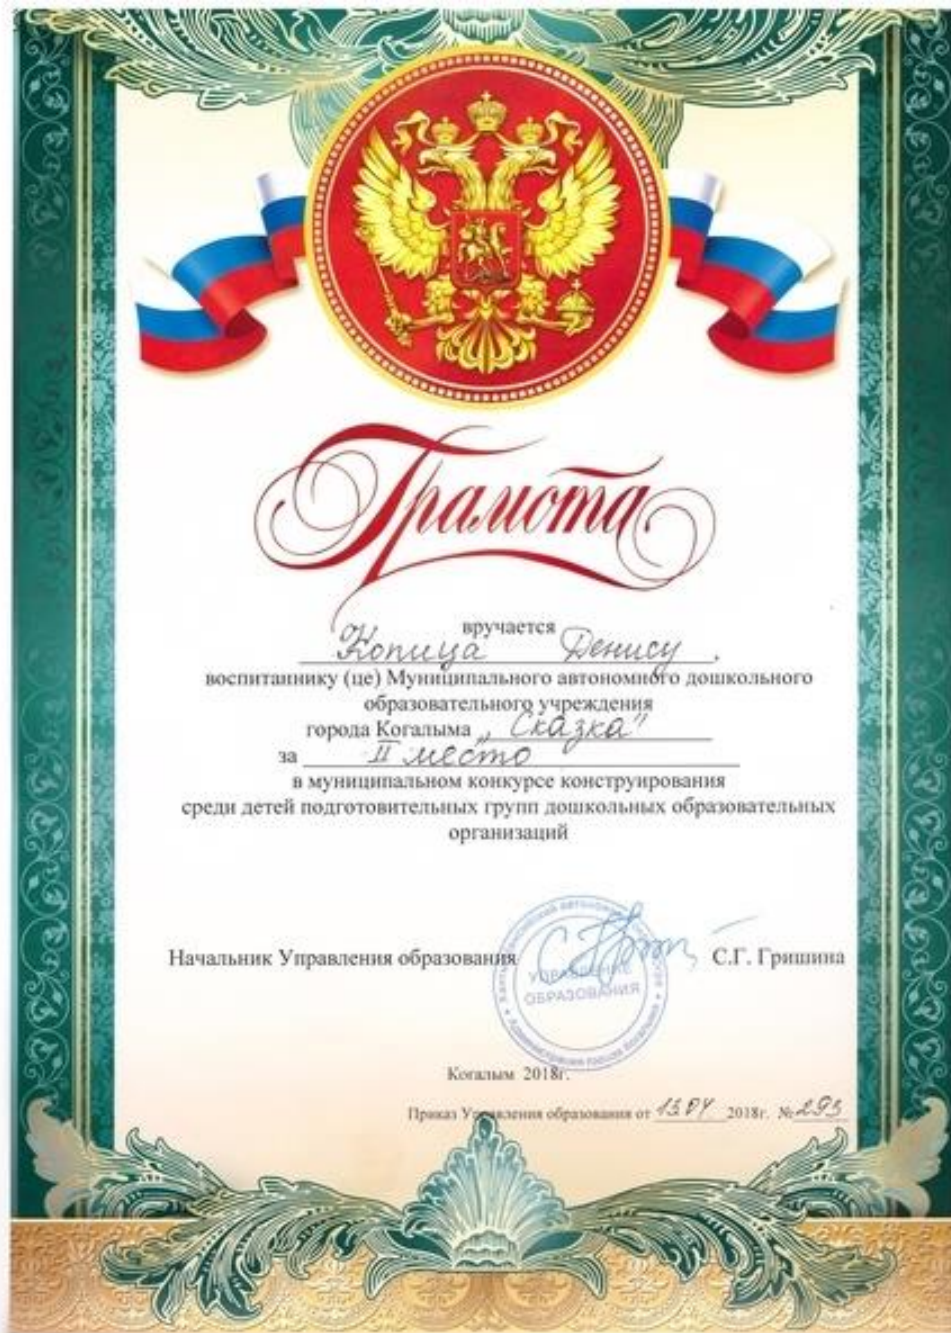 Грамота
вручается
Копица Денису
воспитаннику (це) Муниципального автономного дошкольного
образовательного учреждения
города Когалыма „Сказка"
за II место
в муниципальном конкурсе конструирования
среди детей подготовительных групп дошкольных образовательных
организаций
Начальник Управления образования С.Г. Гришина
УПРАВЛЕНИЕ
ОБРАЗОВАНИЯ
Когалым 2018г.
Приказ Управления образования от 13.04 2018г. № 293